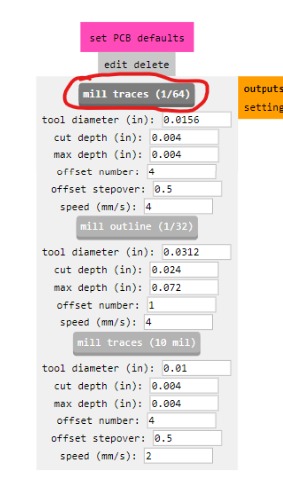 set PCB defaults
edit delete
mill traces (1/64)
outputs
tool diameter (in): 0.0156
setting
cut depth (in): 0.004
max depth (in): 0.004
offset number: 4
offset stepover: 0.5
speed (mm/s): 4
mill outline (1/32)
tool diameter (in): 0.0312
cut depth (in): 0.024
max depth (in): 0.072
offset number: 1
speed (mm/s): 4
mill traces (10 mil)
tool diameter (in): 0.01
cut depth (in): 0.004
max depth (in): 0.004
offset number: 4
offset stepover: 0.5
speed (mm/s): 2